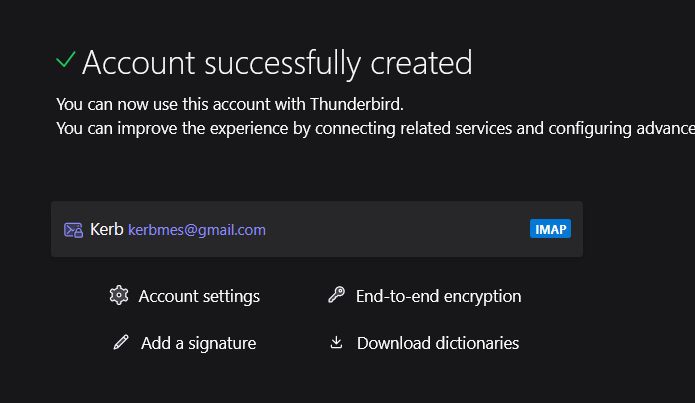 Account successfully created
You can now use this account with Thunderbird.
You can improve the experience by connecting related services and configuring advance
Kerb kerbmes@gmail.com IMAP
Account settings End-to-end encryption
Add a signature Download dictionaries